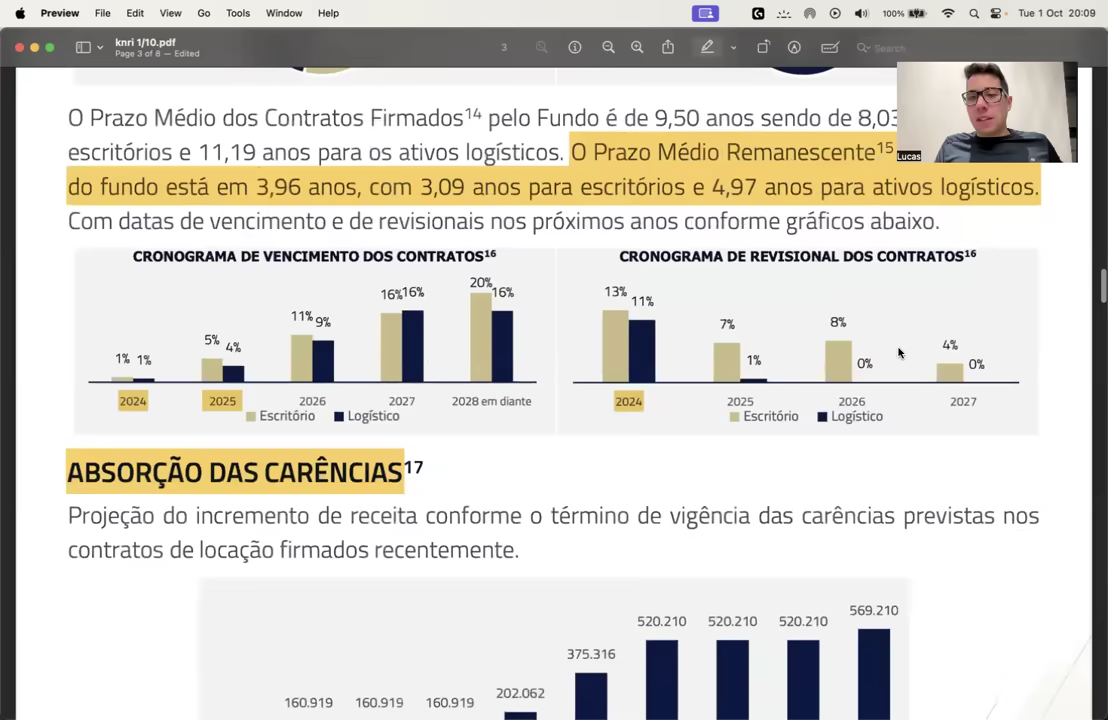 Preview File Edit View Go Tools Window Help 100% Tue 1 Oct 20:09
knri 1/10.pdf
Page 3 of 8 — Edited
3
Search
O Prazo Médio dos Contratos Firmados¹⁴ pelo Fundo é de 9,50 anos sendo de 8,03
escritórios e 11,19 anos para os ativos logísticos. O Prazo Médio Remanescente¹⁵
Lucas
do fundo está em 3,96 anos, com 3,09 anos para escritórios e 4,97 anos para ativos logísticos.
Com datas de vencimento e de revisionais nos próximos anos conforme gráficos abaixo.
CRONOGRAMA DE VENCIMENTO DOS CONTRATOS¹⁶
1% 1% 5% 4% 11% 9% 16% 16% 20% 16%
2024 2025 2026 2027 2028 em diante
Escritório Logístico
CRONOGRAMA DE REVISIONAL DOS CONTRATOS¹⁶
13% 11% 7% 1% 8% 0% 4% 0%
2024 2025 2026 2027
Escritório Logístico
ABSORÇÃO DAS CARÊNCIAS¹⁷
Projeção do incremento de receita conforme o término de vigência das carências previstas nos
contratos de locação firmados recentemente.
160.919 160.919 160.919 202.062 375.316 520.210 520.210 520.210 569.210